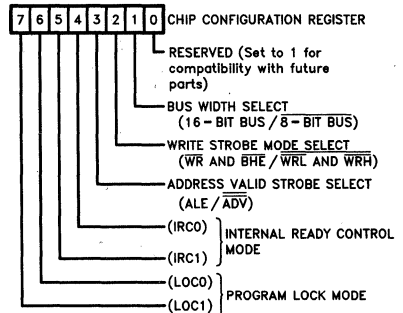 7 6 5 4 3 2 1 0 CHIP CONFIGURATION REGISTER
RESERVED (Set to 1 for
compatibility with future
parts)
BUS WIDTH SELECT
(16-BIT BUS / 8-BIT BUS)
WRITE STROBE MODE SELECT
(WR AND BHE / WRL AND WRH)
ADDRESS VALID STROBE SELECT
(ALE / ADV)
(IRC0)
INTERNAL READY CONTROL
MODE
(IRC1)
(LOC0)
PROGRAM LOCK MODE
(LOC1)